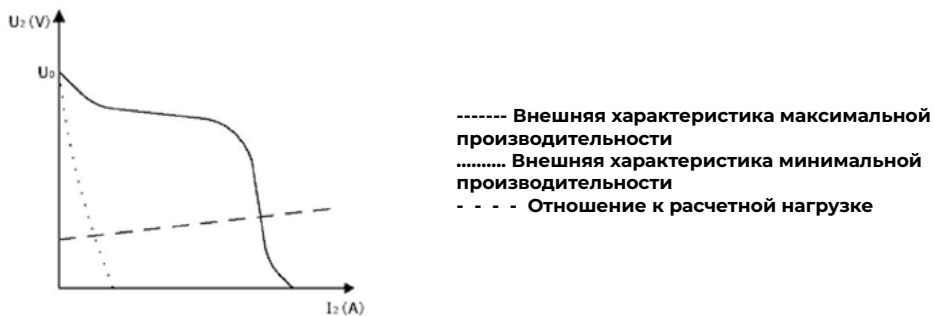 U₂ (V)
U₀
------- Внешняя характеристика максимальной
производительности
.......... Внешняя характеристика минимальной
производительности
- - - - Отношение к расчетной нагрузке
I₂ (A)